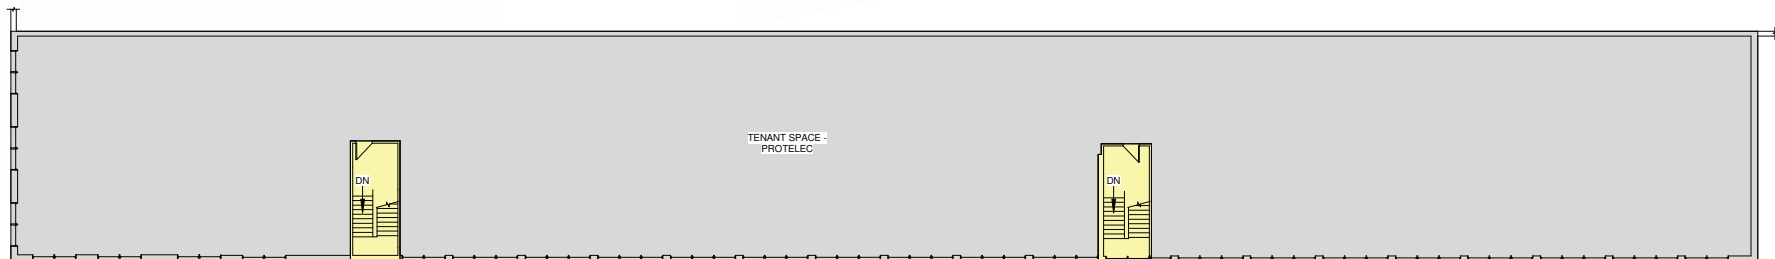 TENANT SPACE -
PROTELEC
DN
DN